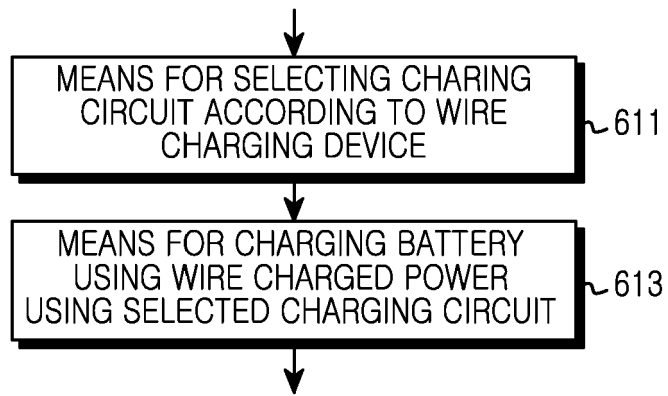 MEANS FOR SELECTING CHARING
CIRCUIT ACCORDING TO WIRE
CHARGING DEVICE
611
MEANS FOR CHARGING BATTERY
USING WIRE CHARGED POWER
USING SELECTED CHARGING CIRCUIT
613